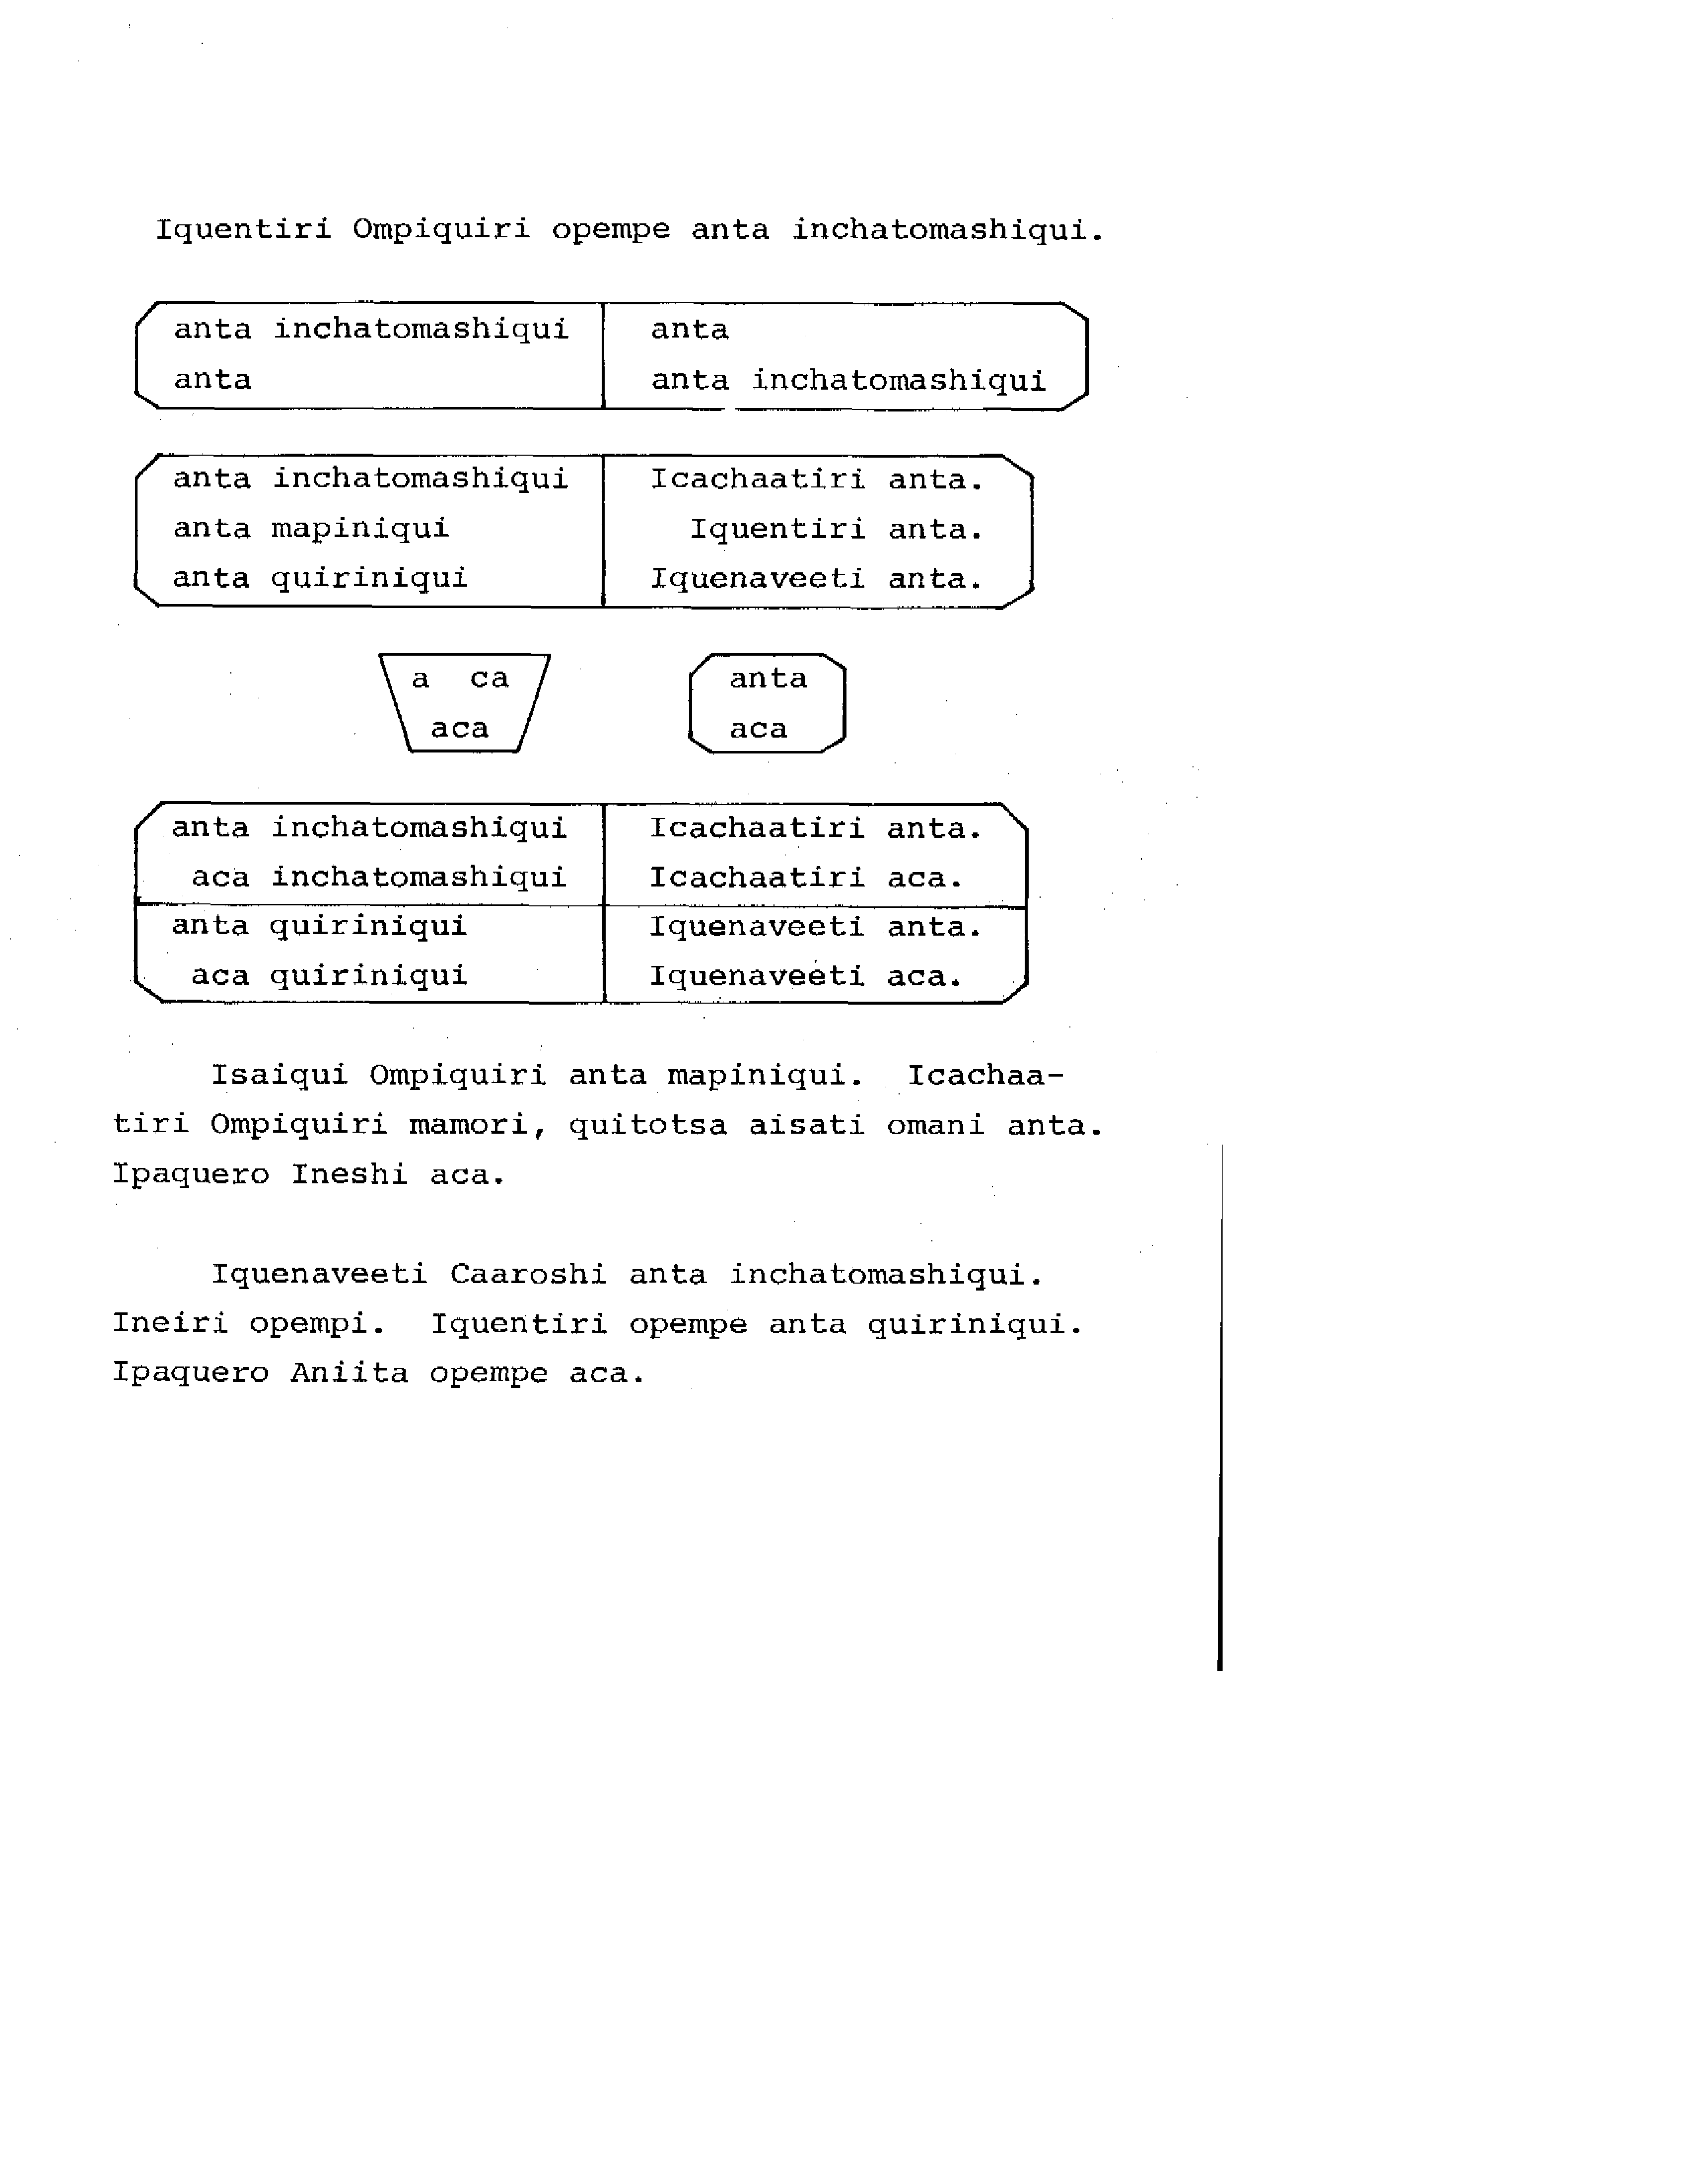 Iquentiri Ompiquiri opempe anta inchatomashiqui.
anta inchatomashiqui anta
anta anta inchatomashiqui
anta inchatomashiqui Icachaatiri anta.
anta mapiniqui Iquentiri anta.
anta quiriniqui Iquenaveeti anta.
a ca anta
aca aca
anta inchatomashiqui Icachaatiri anta.
aca inchatomashiqui Icachaatiri aca.
anta quiriniqui Iquenaveeti anta.
aca quiriniqui Iquenaveeti aca.
Isaiqui Ompiquiri anta mapiniqui. Icachaa-
tiri Ompiquiri mamori, quitotsa aisati omani anta.
Ipaquero Ineshi aca.
Iquenaveeti Caaroshi anta inchatomashiqui.
Ineiri opempi. Iquentiri opempe anta quiriniqui.
Ipaquero Aniita opempe aca.